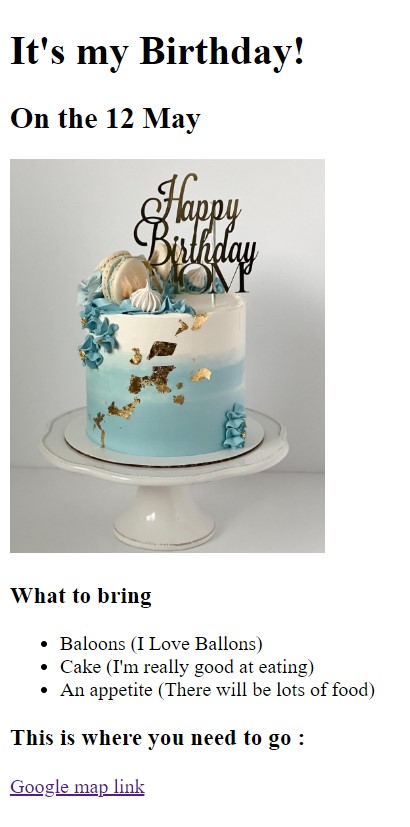 It's my Birthday!
On the 12 May
Happy
Birthday
MOM
What to bring
Baloons (I Love Ballons)
Cake (I'm really good at eating)
An appetite (There will be lots of food)
This is where you need to go :
Google map link